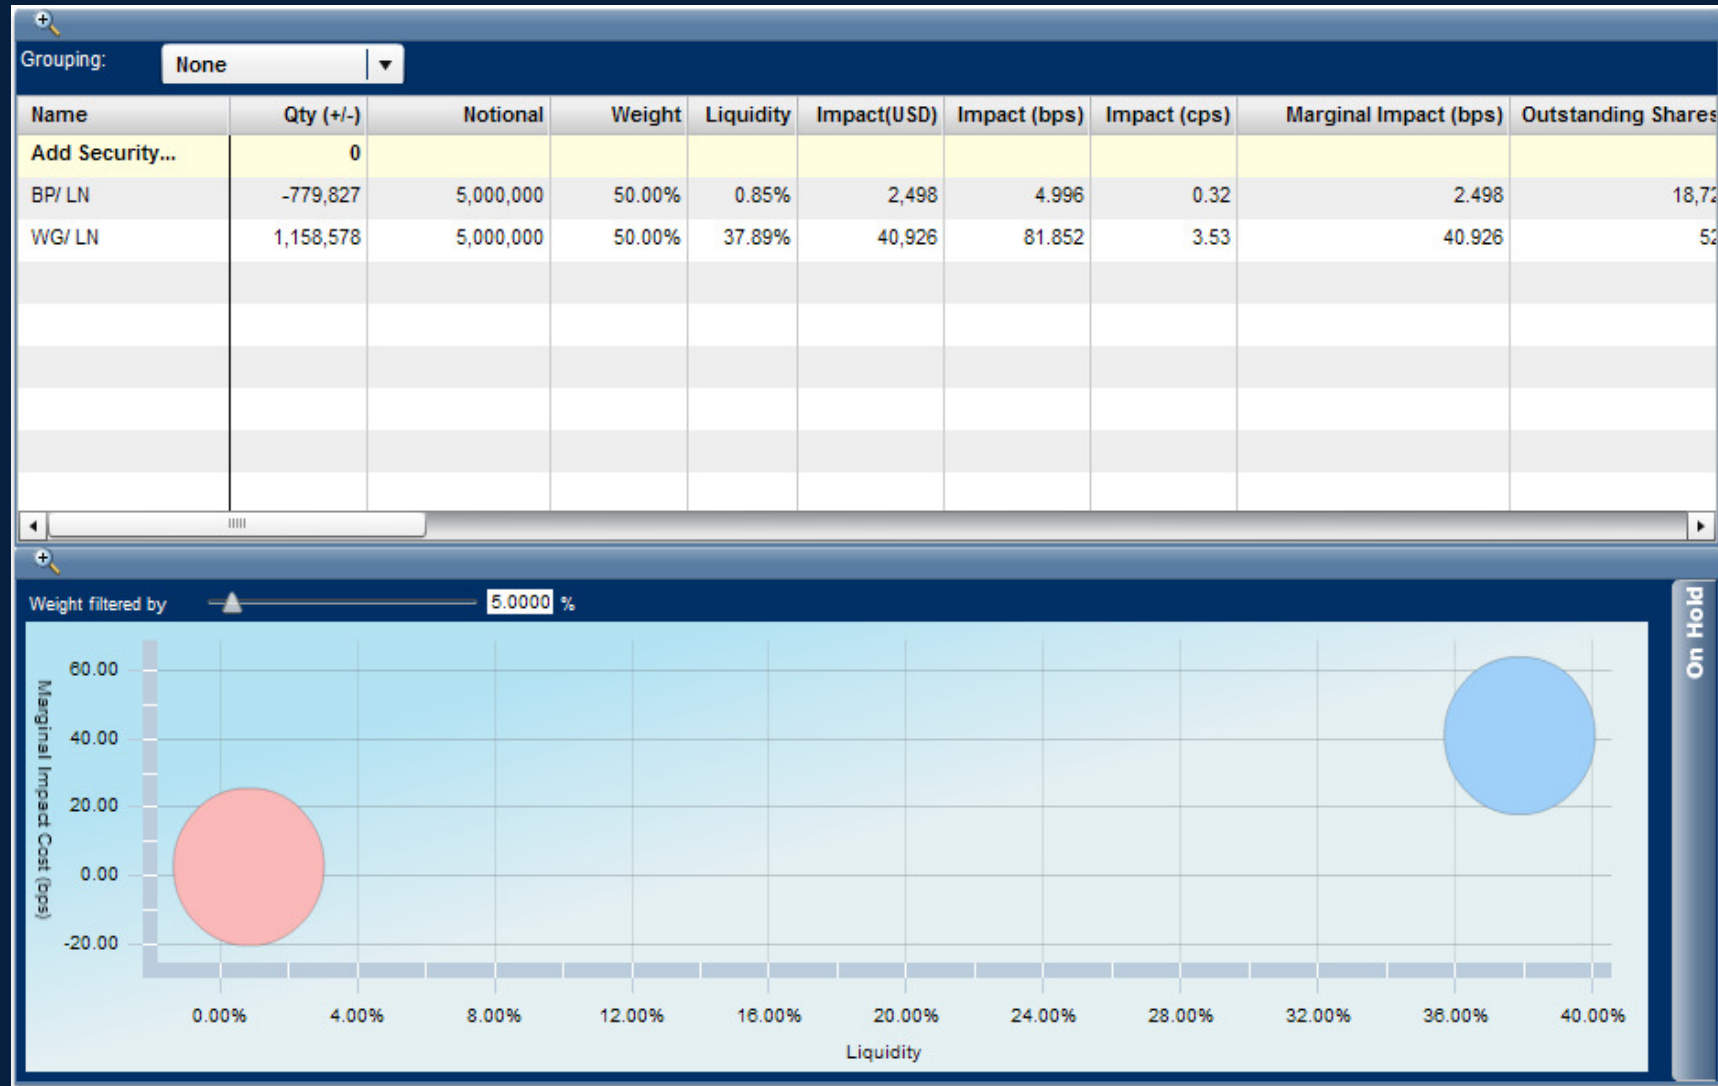 Grouping: None
Name Qty (+/-) Notional Weight Liquidity Impact(USD) Impact (bps) Impact (cps) Marginal Impact (bps) Outstanding Shares
Add Security... 0
BP/ LN -779,827 5,000,000 50.00% 0.85% 2,498 4.996 0.32 2.498 18,72
WG/ LN 1,158,578 5,000,000 50.00% 37.89% 40,926 81.852 3.53 40.926 52
Weight filtered by 5.0000 %
On Hold
Marginal Impact Cost (bps)
60.00
40.00
20.00
0.00
-20.00
0.00% 4.00% 8.00% 12.00% 16.00% 20.00% 24.00% 28.00% 32.00% 36.00% 40.00%
Liquidity